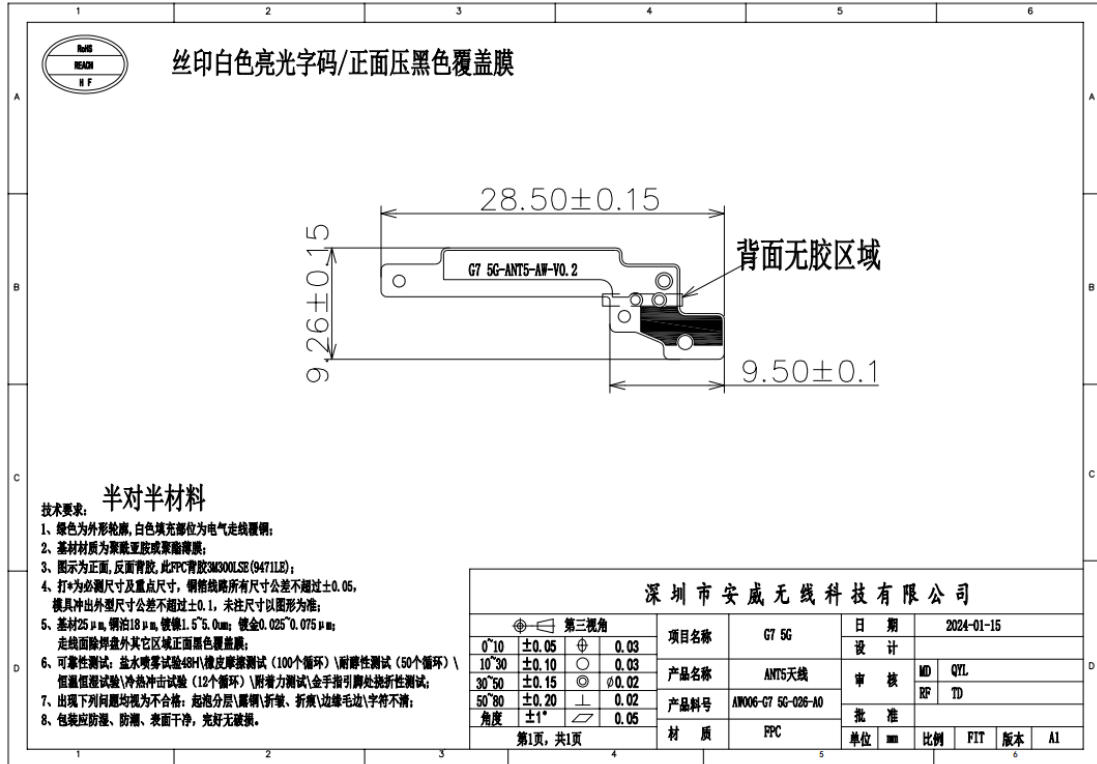 1 2 3 4 5 6
RoHS
REACH
H F
丝印白色亮光字码/正面压黑色覆盖膜
A A
28.50±0.15
9.26±0.15
G7 5G-ANT5-AW-V0.2
背面无胶区域
B B
9.50±0.1
C C
半对半材料
技术要求:
1、绿色为外形轮廓,白色填充部位为电气走线覆铜;
2、基材材质为聚酰亚胺或聚酯薄膜;
3、图示为正面,反面背胶,此FPC背胶3M300LSE(9471LE);
4、打*为必测尺寸及重点尺寸,铜箔线路所有尺寸公差不超过±0.05,
模具冲出外型尺寸公差不超过±0.1,未注尺寸以图形为准;
5、基材25μm,铜泊18μm,镀镍1.5~5.0um; 镀金0.025~0.075μm;
走线面除焊盘外其它区域正面黑色覆盖膜;
6、可靠性测试: 盐水喷雾试验48H\橡皮摩擦测试(100个循环)\耐醇性测试(50个循环)\
恒温恒湿试验\冷热冲击试验(12个循环)\附着力测试\金手指引脚处挠折性测试;
7、出现下列问题均视为不合格: 起泡分层\露铜\折皱、折痕\边缘毛边\字符不清;
8、包装应防湿、防潮、表面干净,完好无破损。
D D
深圳市安威无线科技有限公司
第三视角
0~10 ±0.05 0.03
10~30 ±0.10 0.03
30~50 ±0.15 ø0.02
50~80 ±0.20 ⊥ 0.02
角度 ±1° 0.05
第1页,共1页
项目名称 G7 5G
产品名称 ANT5天线
产品料号 AW006-G7 5G-026-A0
材 质 FPC
日 期 2024-01-15
设 计
审 核 MD QYL
RF TD
批 准
单位 mm 比例 FIT 版本 A1
1 2 3 4 5 6